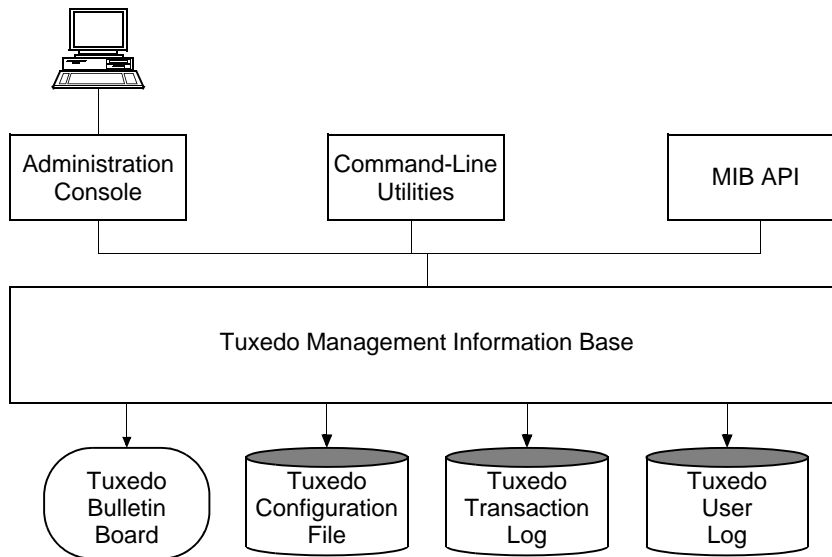 Administration
Console
Command-Line
Utilities
MIB API
Tuxedo Management Information Base
Tuxedo
Bulletin
Board
Tuxedo
Configuration
File
Tuxedo
Transaction
Log
Tuxedo
User
Log